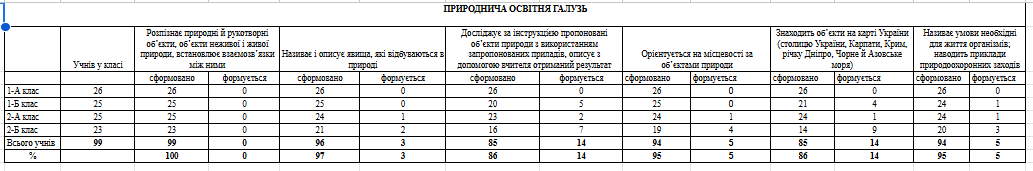 ПРИРОДНИЧА ОСВІТНЯ ГАЛУЗЬ
Учнів у класі
Розпізнає природні й рукотворні
об'єкти, об'єкти неживої і живої
природи, встановлює взаємозв'язки
між ними
Називає і описує явища, які відбуваються в
природі
Досліджує за інструкцією пропоновані
об'єкти природи з використанням
запропонованих приладів, описує з
допомогою вчителя отриманий результат
Орієнтується на місцевості за
об'єктами природи
Знаходить об'єкти на карті України
(столицю України, Карпати, Крим,
річку Дніпро, Чорне й Азовське
моря)
Називає умови необхідні
для життя організмів;
наводить приклади
природоохоронних заходів
сформовано формується сформовано формується сформовано формується сформовано формується сформовано формується сформовано формується
1-А клас 26 26 0 26 0 26 0 26 0 26 0 26 0
1-Б клас 25 25 0 25 0 20 5 25 0 21 4 24 1
2-А клас 25 25 0 24 1 23 2 24 1 24 1 24 1
2-Б клас 23 23 0 21 2 16 7 19 4 14 9 20 3
Всього учнів 99 99 0 96 3 85 14 94 5 85 14 94 5
% 100 0 97 3 86 14 95 5 86 14 95 5